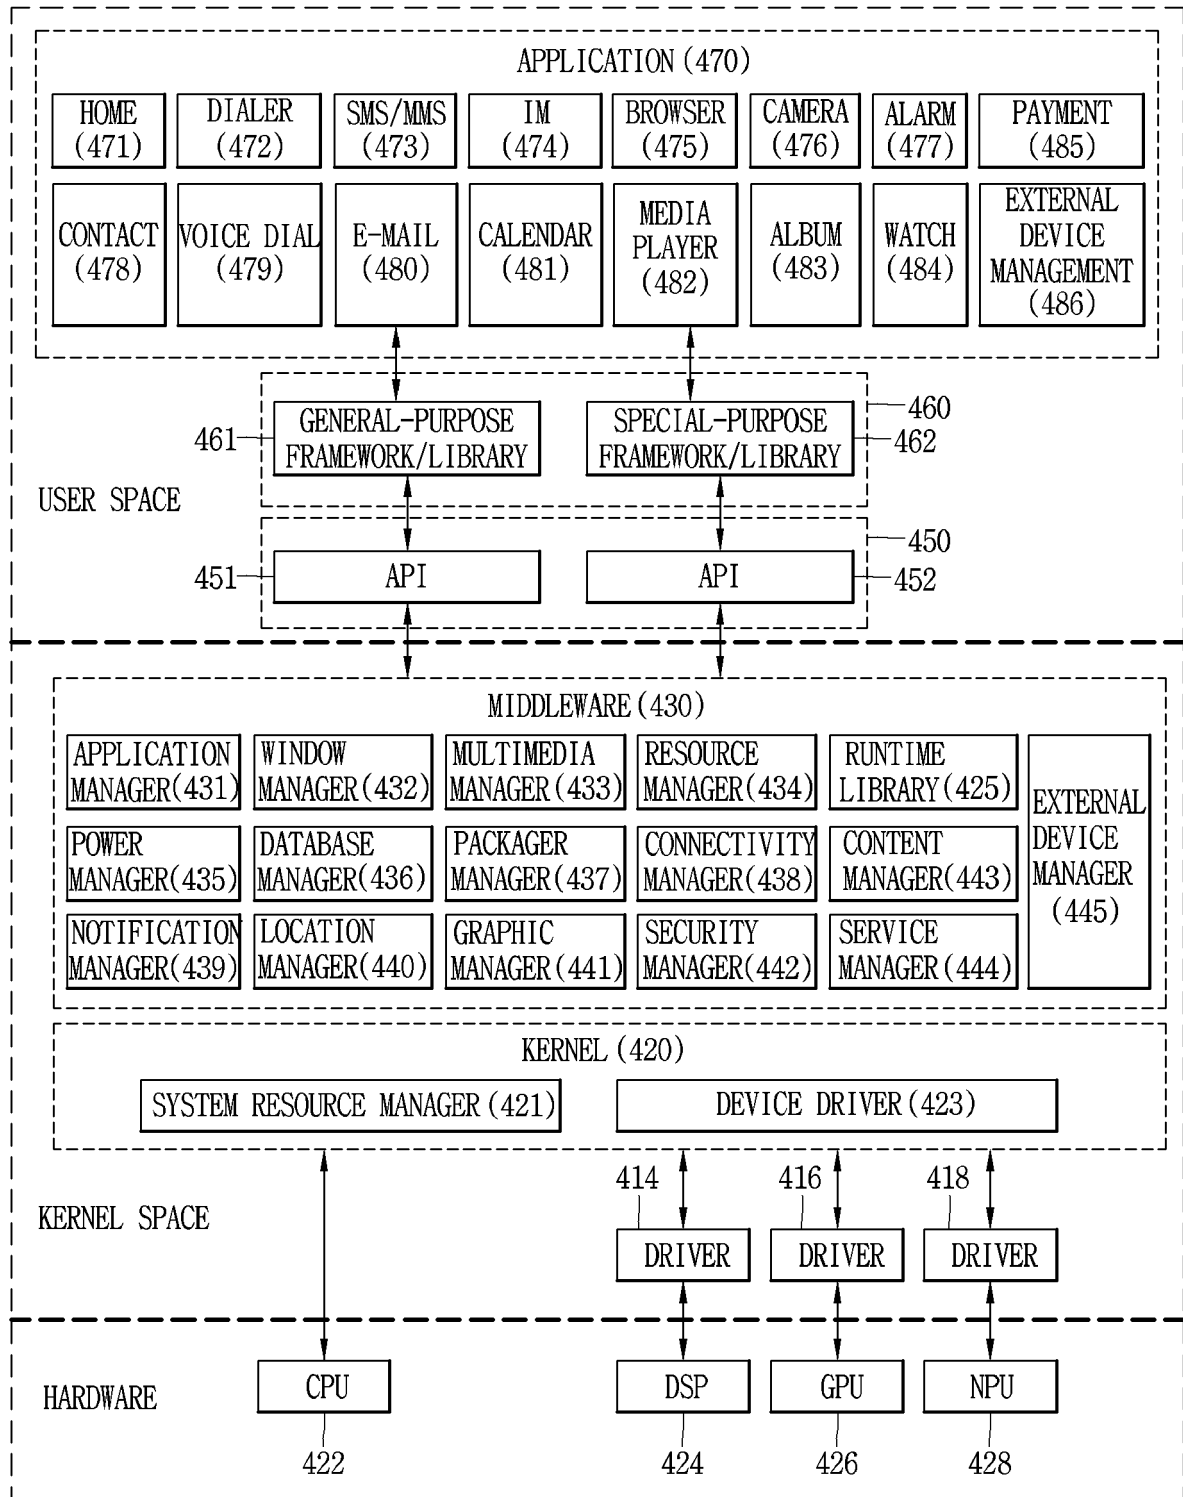 APPLICATION (470)
HOME
(471)
DIALER
(472)
SMS/MMS
(473)
IM
(474)
BROWSER
(475)
CAMERA
(476)
ALARM
(477)
PAYMENT
(485)
CONTACT
(478)
VOICE DIAL
(479)
E-MAIL
(480)
CALENDAR
(481)
MEDIA
PLAYER
(482)
ALBUM
(483)
WATCH
(484)
EXTERNAL
DEVICE
MANAGEMENT
(486)
460
461
GENERAL-PURPOSE
FRAMEWORK/LIBRARY
SPECIAL-PURPOSE
FRAMEWORK/LIBRARY
462
USER SPACE
450
451
API
API
452
MIDDLEWARE (430)
APPLICATION
MANAGER(431)
WINDOW
MANAGER(432)
MULTIMEDIA
MANAGER(433)
RESOURCE
MANAGER(434)
RUNTIME
LIBRARY(425)
EXTERNAL
DEVICE
MANAGER
(445)
POWER
MANAGER(435)
DATABASE
MANAGER(436)
PACKAGER
MANAGER(437)
CONNECTIVITY
MANAGER(438)
CONTENT
MANAGER(443)
NOTIFICATION
MANAGER(439)
LOCATION
MANAGER(440)
GRAPHIC
MANAGER(441)
SECURITY
MANAGER(442)
SERVICE
MANAGER(444)
KERNEL (420)
SYSTEM RESOURCE MANAGER (421)
DEVICE DRIVER (423)
414
416
418
KERNEL SPACE
DRIVER
DRIVER
DRIVER
HARDWARE
CPU
DSP
GPU
NPU
422
424
426
428